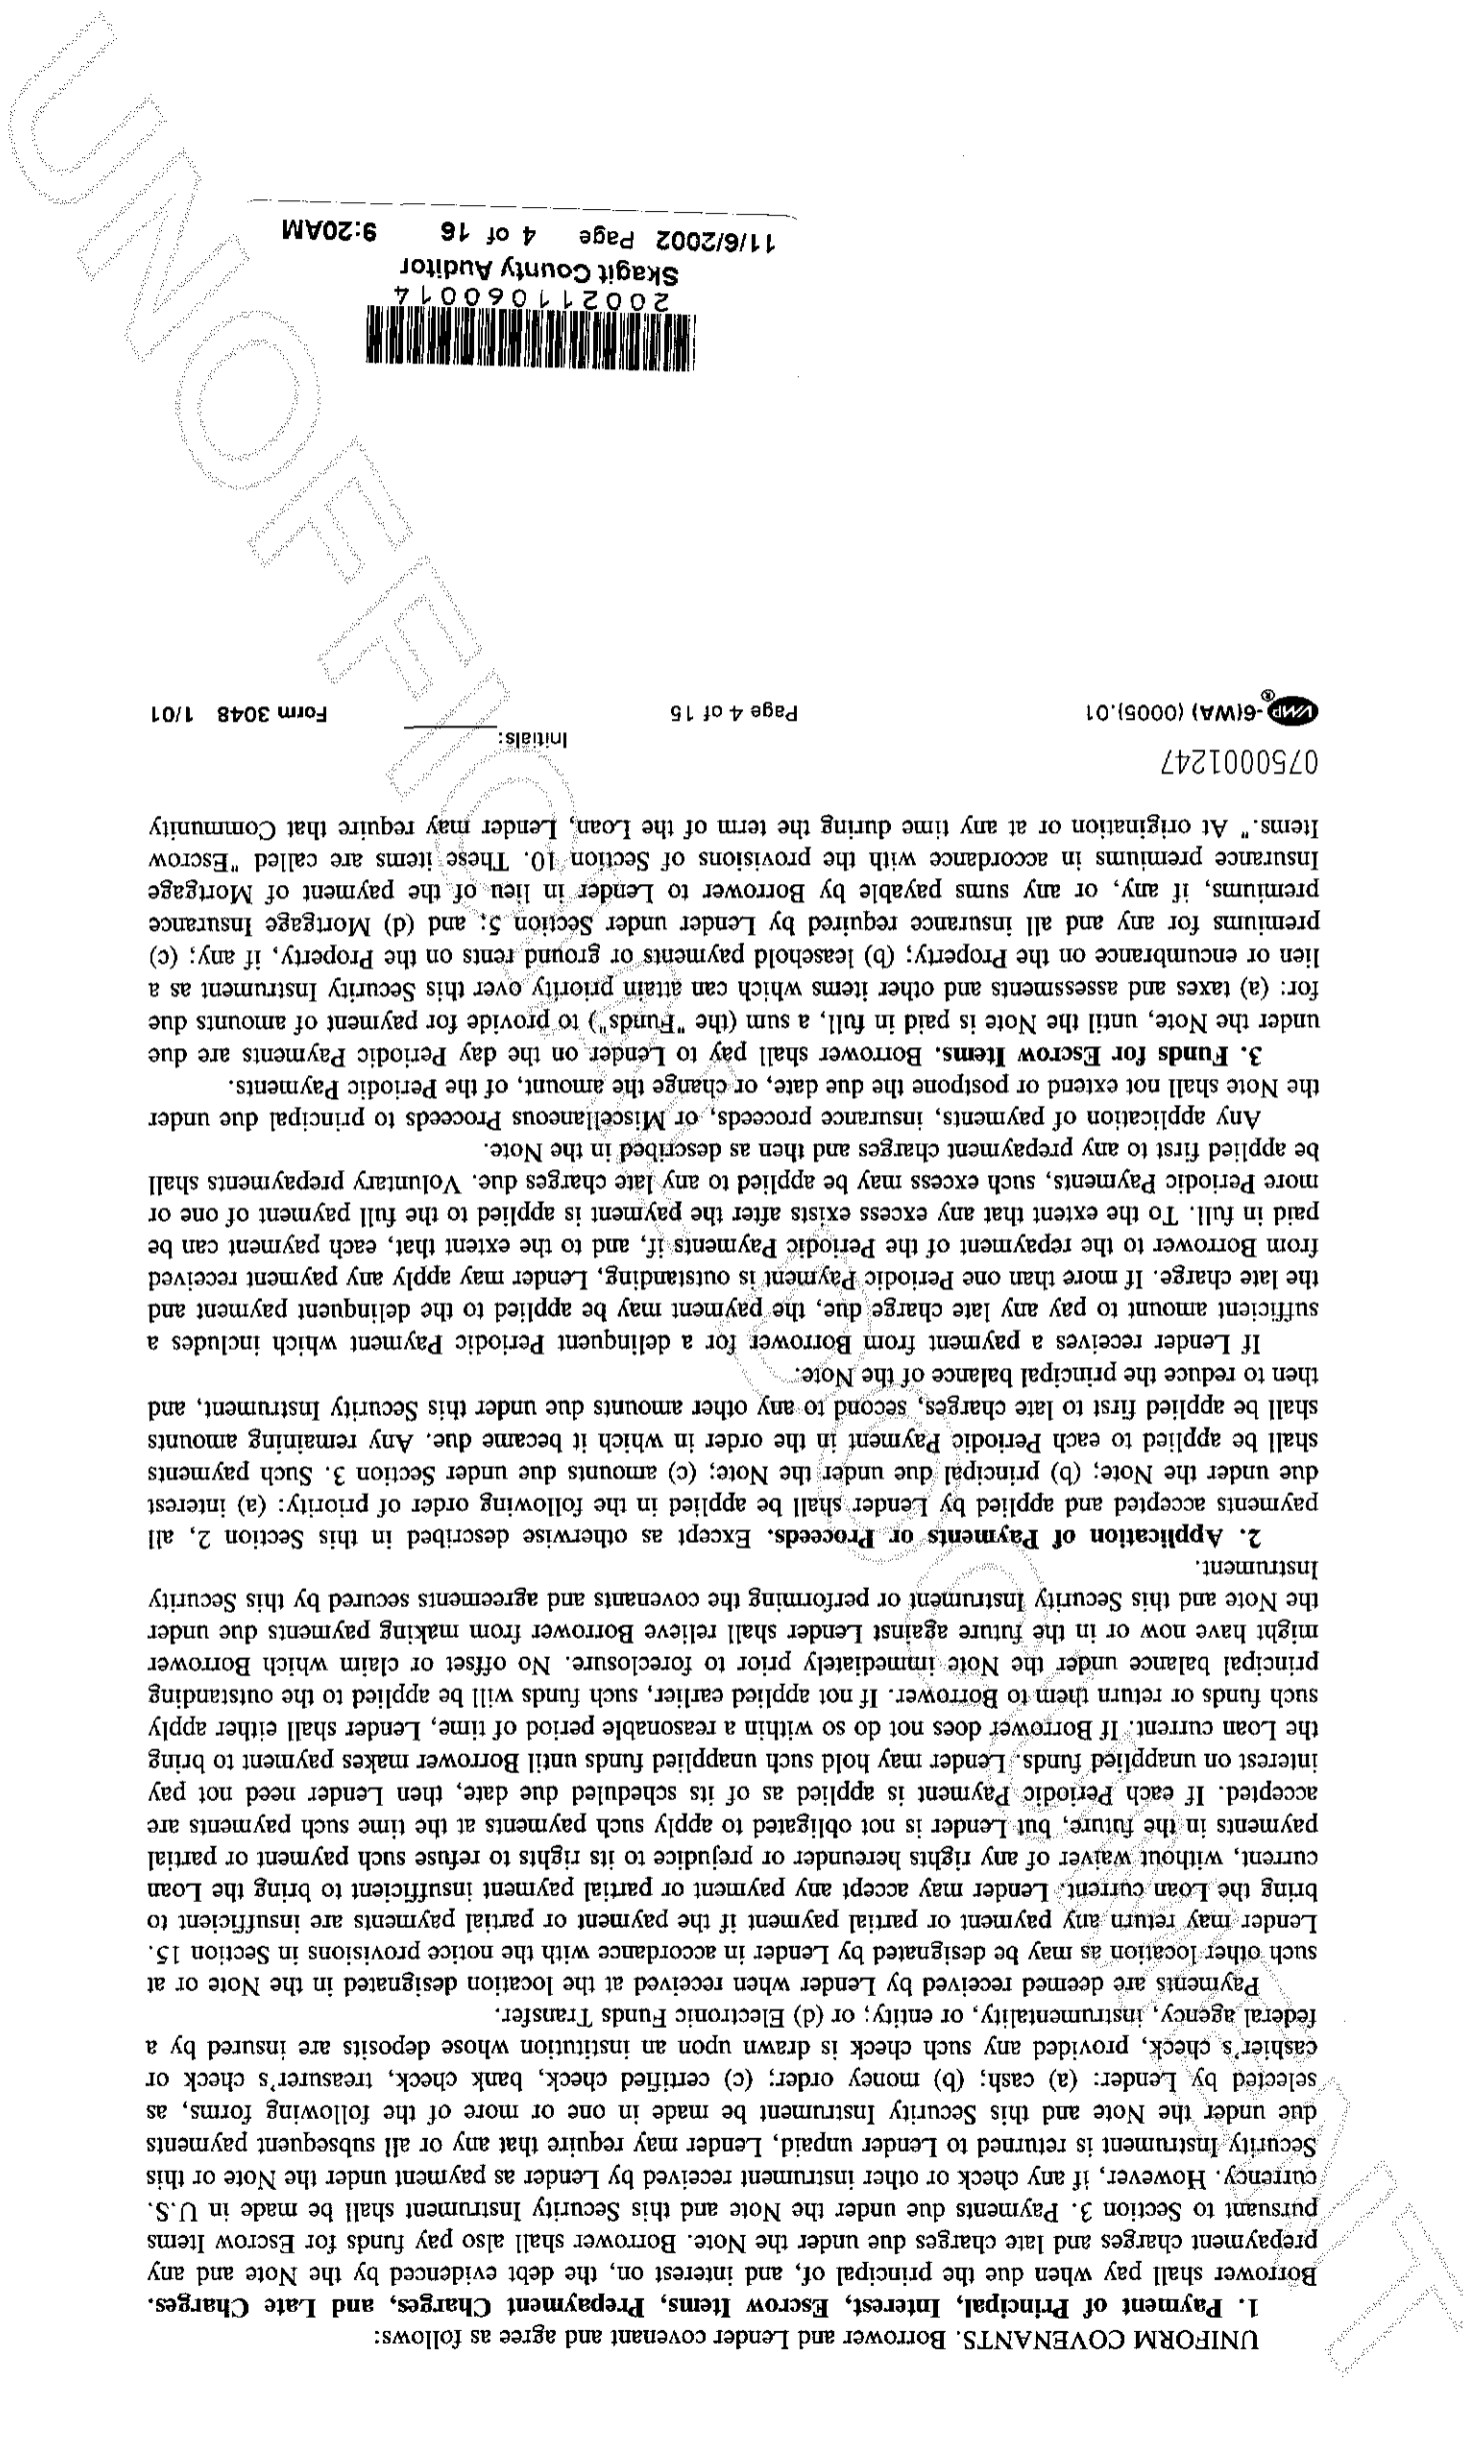 UNIFORM COVENANTS. Borrower and Lender covenant and agree as follows:
1. Payment of Principal, Interest, Escrow Items, Prepayment Charges, and Late Charges.
Borrower shall pay when due the principal of, and interest on, the debt evidenced by the Note and any
prepayment charges and late charges due under the Note. Borrower shall also pay funds for Escrow Items
pursuant to Section 3. Payments due under the Note and this Security Instrument shall be made in U.S.
currency. However, if any check or other instrument received by Lender as payment under the Note or this
Security Instrument is returned to Lender unpaid, Lender may require that any or all subsequent payments
due under the Note and this Security Instrument be made in one or more of the following forms, as
selected by Lender: (a) cash; (b) money order; (c) certified check, bank check, treasurer's check or
cashier's check, provided any such check is drawn upon an institution whose deposits are insured by a
federal agency, instrumentality, or entity; or (d) Electronic Funds Transfer.
Payments are deemed received by Lender when received at the location designated in the Note or at
such other location as may be designated by Lender in accordance with the notice provisions in Section 15.
Lender may return any payment or partial payment if the payment or partial payments are insufficient to
bring the Loan current. Lender may accept any payment or partial payment insufficient to bring the Loan
current, without waiver of any rights hereunder or prejudice to its rights to refuse such payment or partial
payments in the future, but Lender is not obligated to apply such payments at the time such payments are
accepted. If each Periodic Payment is applied as of its scheduled due date, then Lender need not pay
interest on unapplied funds. Lender may hold such unapplied funds until Borrower makes payment to bring
the Loan current. If Borrower does not do so within a reasonable period of time, Lender shall either apply
such funds or return them to Borrower. If not applied earlier, such funds will be applied to the outstanding
principal balance under the Note immediately prior to foreclosure. No offset or claim which Borrower
might have now or in the future against Lender shall relieve Borrower from making payments due under
the Note and this Security Instrument or performing the covenants and agreements secured by this Security
Instrument.
2. Application of Payments or Proceeds. Except as otherwise described in this Section 2, all
payments accepted and applied by Lender shall be applied in the following order of priority: (a) interest
due under the Note; (b) principal due under the Note; (c) amounts due under Section 3. Such payments
shall be applied to each Periodic Payment in the order in which it became due. Any remaining amounts
shall be applied first to late charges, second to any other amounts due under this Security Instrument, and
then to reduce the principal balance of the Note.
If Lender receives a payment from Borrower for a delinquent Periodic Payment which includes a
sufficient amount to pay any late charge due, the payment may be applied to the delinquent payment and
the late charge. If more than one Periodic Payment is outstanding, Lender may apply any payment received
from Borrower to the repayment of the Periodic Payments if, and to the extent that, each payment can be
paid in full. To the extent that any excess exists after the payment is applied to the full payment of one or
more Periodic Payments, such excess may be applied to any late charges due. Voluntary prepayments shall
be applied first to any prepayment charges and then as described in the Note.
Any application of payments, insurance proceeds, or Miscellaneous Proceeds to principal due under
the Note shall not extend or postpone the due date, or change the amount, of the Periodic Payments.
3. Funds for Escrow Items. Borrower shall pay to Lender on the day Periodic Payments are due
under the Note, until the Note is paid in full, a sum (the "Funds") to provide for payment of amounts due
for: (a) taxes and assessments and other items which can attain priority over this Security Instrument as a
lien or encumbrance on the Property; (b) leasehold payments or ground rents on the Property, if any; (c)
premiums for any and all insurance required by Lender under Section 5; and (d) Mortgage Insurance
premiums, if any, or any sums payable by Borrower to Lender in lieu of the payment of Mortgage
Insurance premiums in accordance with the provisions of Section 10. These items are called "Escrow
Items." At origination or at any time during the term of the Loan, Lender may require that Community
0750001247
Initials:
VMP®-6(WA) (0005).01 Page 4 of 15 Form 3048 1/01
200211060014
Skagit County Auditor
11/6/2002 Page 4 of 16 9:20AM
UNOFFICIAL DOCUMENT